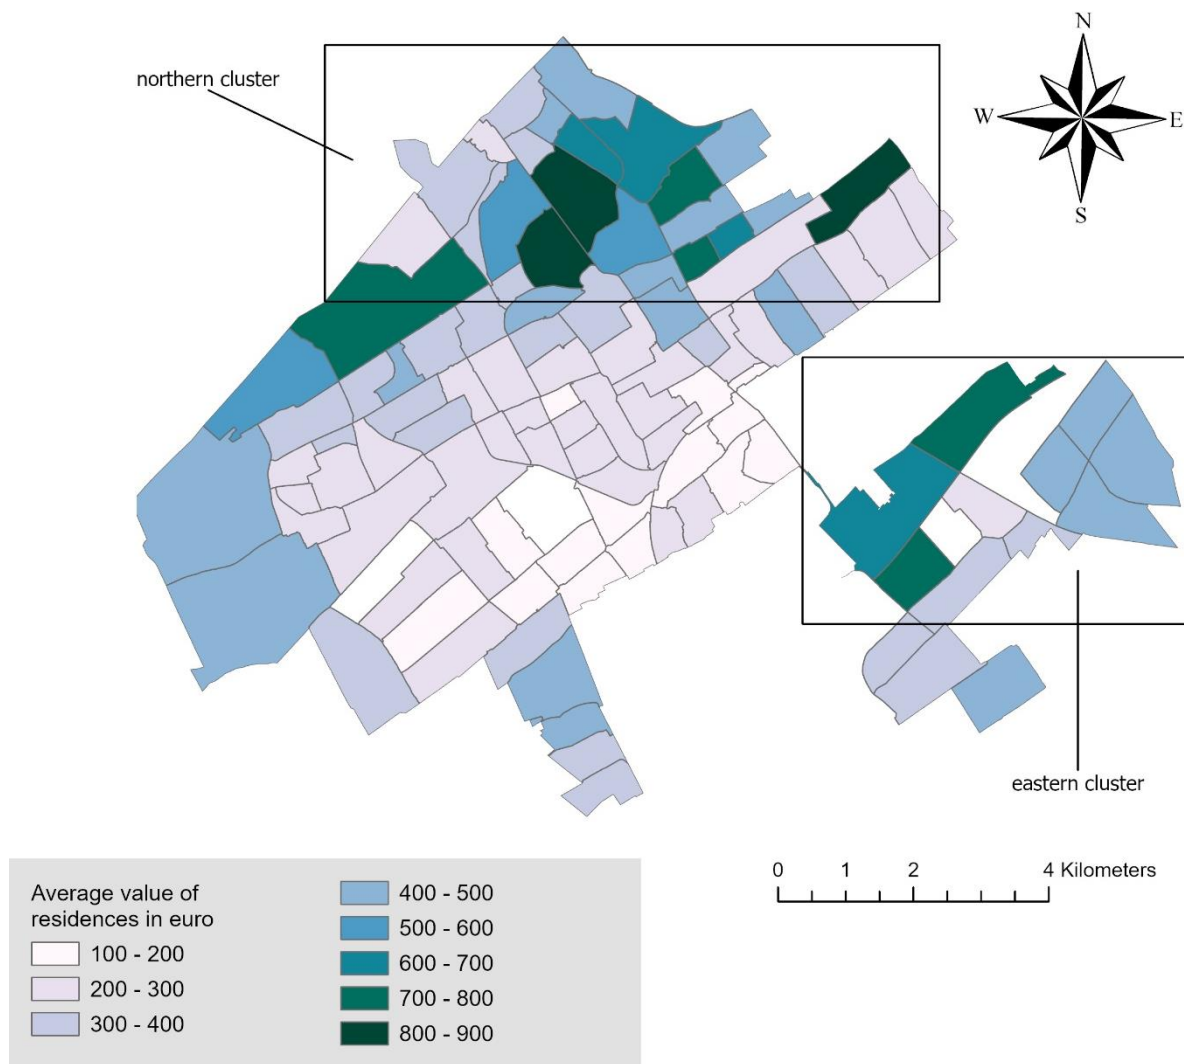 N
northern cluster
W
E
S
eastern cluster
Average value of
residences in euro
100 - 200
200 - 300
300 - 400
400 - 500
500 - 600
600 - 700
700 - 800
800 - 900
0 1 2 4 Kilometers